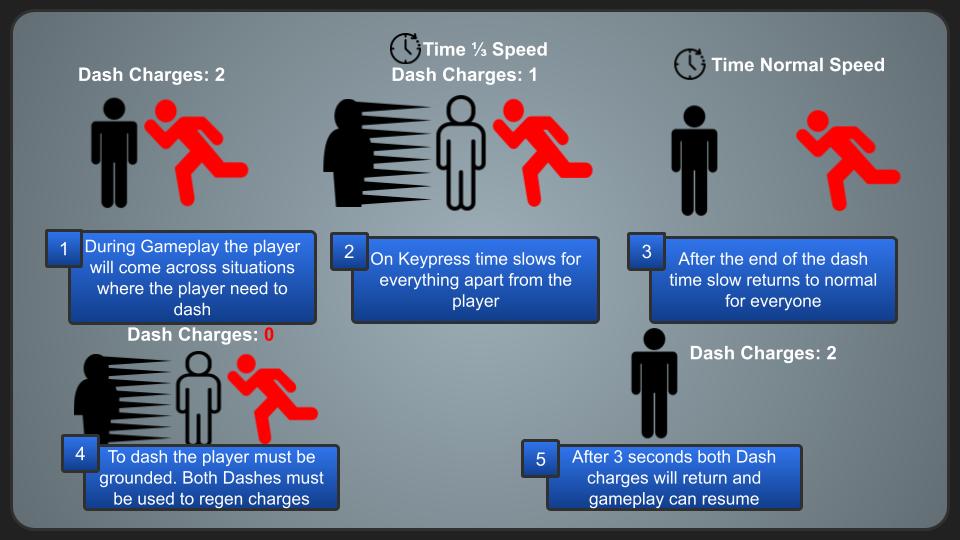 Time ⅓ Speed
Dash Charges: 2
Dash Charges: 1
Time Normal Speed
1
During Gameplay the player
will come across situations
where the player need to
dash
2
On Keypress time slows for
everything apart from the
player
3
After the end of the dash
time slow returns to normal
for everyone
Dash Charges: 0
Dash Charges: 2
4
To dash the player must be
grounded. Both Dashes must
be used to regen charges
5
After 3 seconds both Dash
charges will return and
gameplay can resume